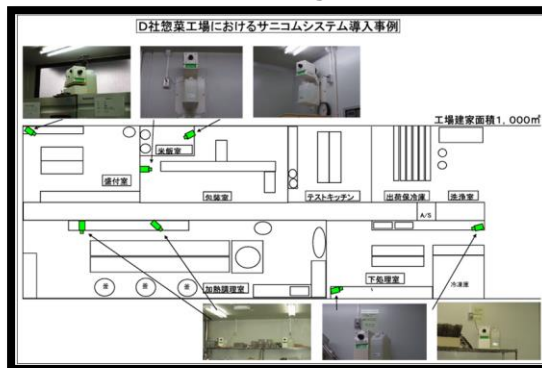 D社惣菜工場におけるサニコムシステム導入事例
工場建家面積1,000㎡
米飯室
盛付室
包装室
テストキッチン
出荷保冷庫
洗浄室
A/S
加熱調理室
下処理室
冷凍庫
釜
釜
釜